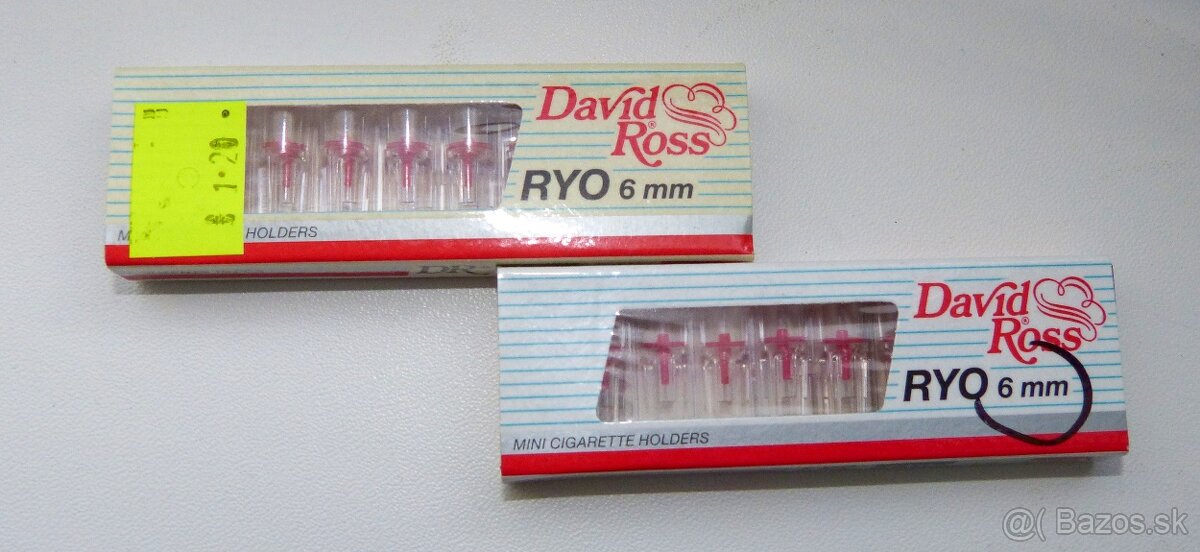 David
Ross®
RYO 6 mm
1.20
HOLDERS
David
Ross®
RYO 6 mm
MINI CIGARETTE HOLDERS
@( Bazos.sk